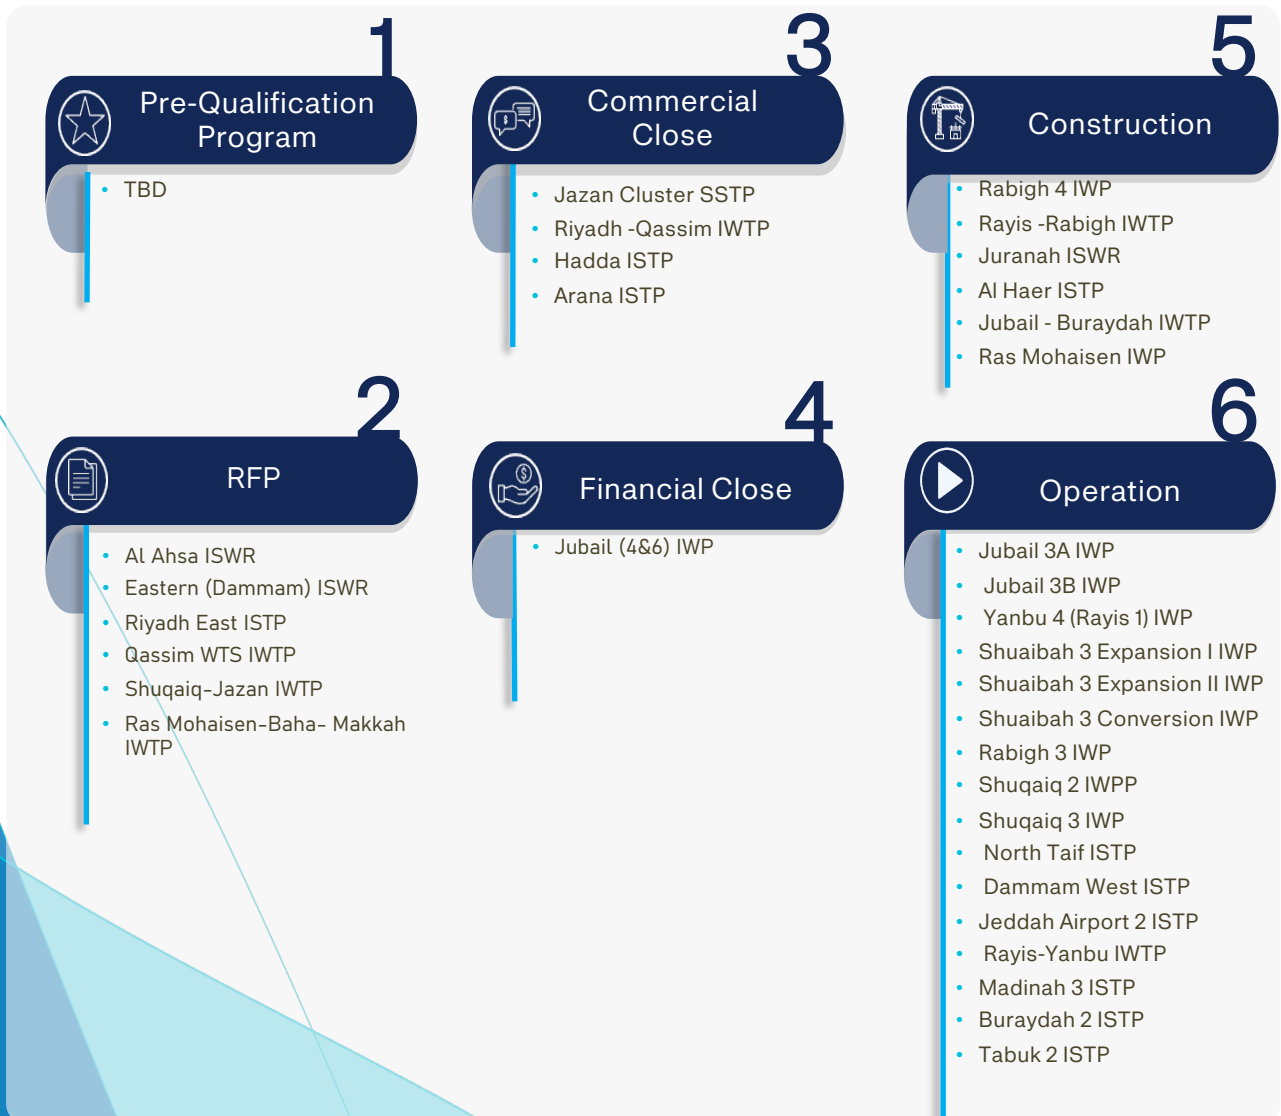 1
Pre-Qualification
Program
• TBD
2
RFP
• Al Ahsa ISWR
• Eastern (Dammam) ISWR
• Riyadh East ISTP
• Qassim WTS IWTP
• Shuqaiq-Jazan IWTP
• Ras Mohaisen-Baha- Makkah
IWTP
3
Commercial
Close
• Jazan Cluster SSTP
• Riyadh -Qassim IWTP
• Hadda ISTP
• Arana ISTP
4
Financial Close
• Jubail (4&6) IWP
5
Construction
• Rabigh 4 IWP
• Rayis -Rabigh IWTP
• Juranah ISWR
• Al Haer ISTP
• Jubail - Buraydah IWTP
• Ras Mohaisen IWP
6
Operation
• Jubail 3A IWP
• Jubail 3B IWP
• Yanbu 4 (Rayis 1) IWP
• Shuaibah 3 Expansion I IWP
• Shuaibah 3 Expansion II IWP
• Shuaibah 3 Conversion IWP
• Rabigh 3 IWP
• Shuqaiq 2 IWPP
• Shuqaiq 3 IWP
• North Taif ISTP
• Dammam West ISTP
• Jeddah Airport 2 ISTP
• Rayis-Yanbu IWTP
• Madinah 3 ISTP
• Buraydah 2 ISTP
• Tabuk 2 ISTP